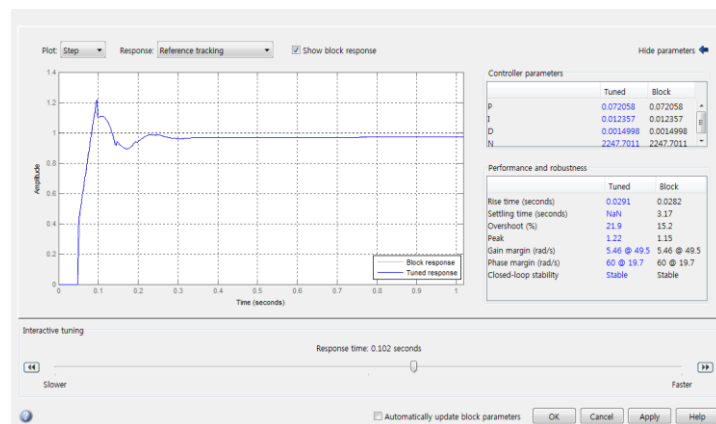 Plot: Step Response: Reference tracking Show block response Hide parameters
Controller parameters
Tuned Block
P 0.072058 0.072058
I 0.012357 0.012357
D 0.0014998 0.0014998
N 2247.7011 2247.7011
Performance and robustness
Tuned Block
Rise time (seconds) 0.0291 0.0282
Settling time (seconds) NaN 3.17
Overshoot (%) 21.9 15.2
Peak 1.22 1.15
Gain margin (rad/s) 5.46 @ 49.5 5.46 @ 49.5
Phase margin (rad/s) 60 @ 19.7 60 @ 19.7
Closed-loop stability Stable Stable
1.4
1.2
1
0.8
0.6
0.4
0.2
0
Amplitude
Block response
Tuned response
0 0.1 0.2 0.3 0.4 0.5 0.6 0.7 0.8 0.9 1
Time (seconds)
Interactive tuning
Response time: 0.102 seconds
Slower Faster
Automatically update block parameters OK Cancel Apply Help